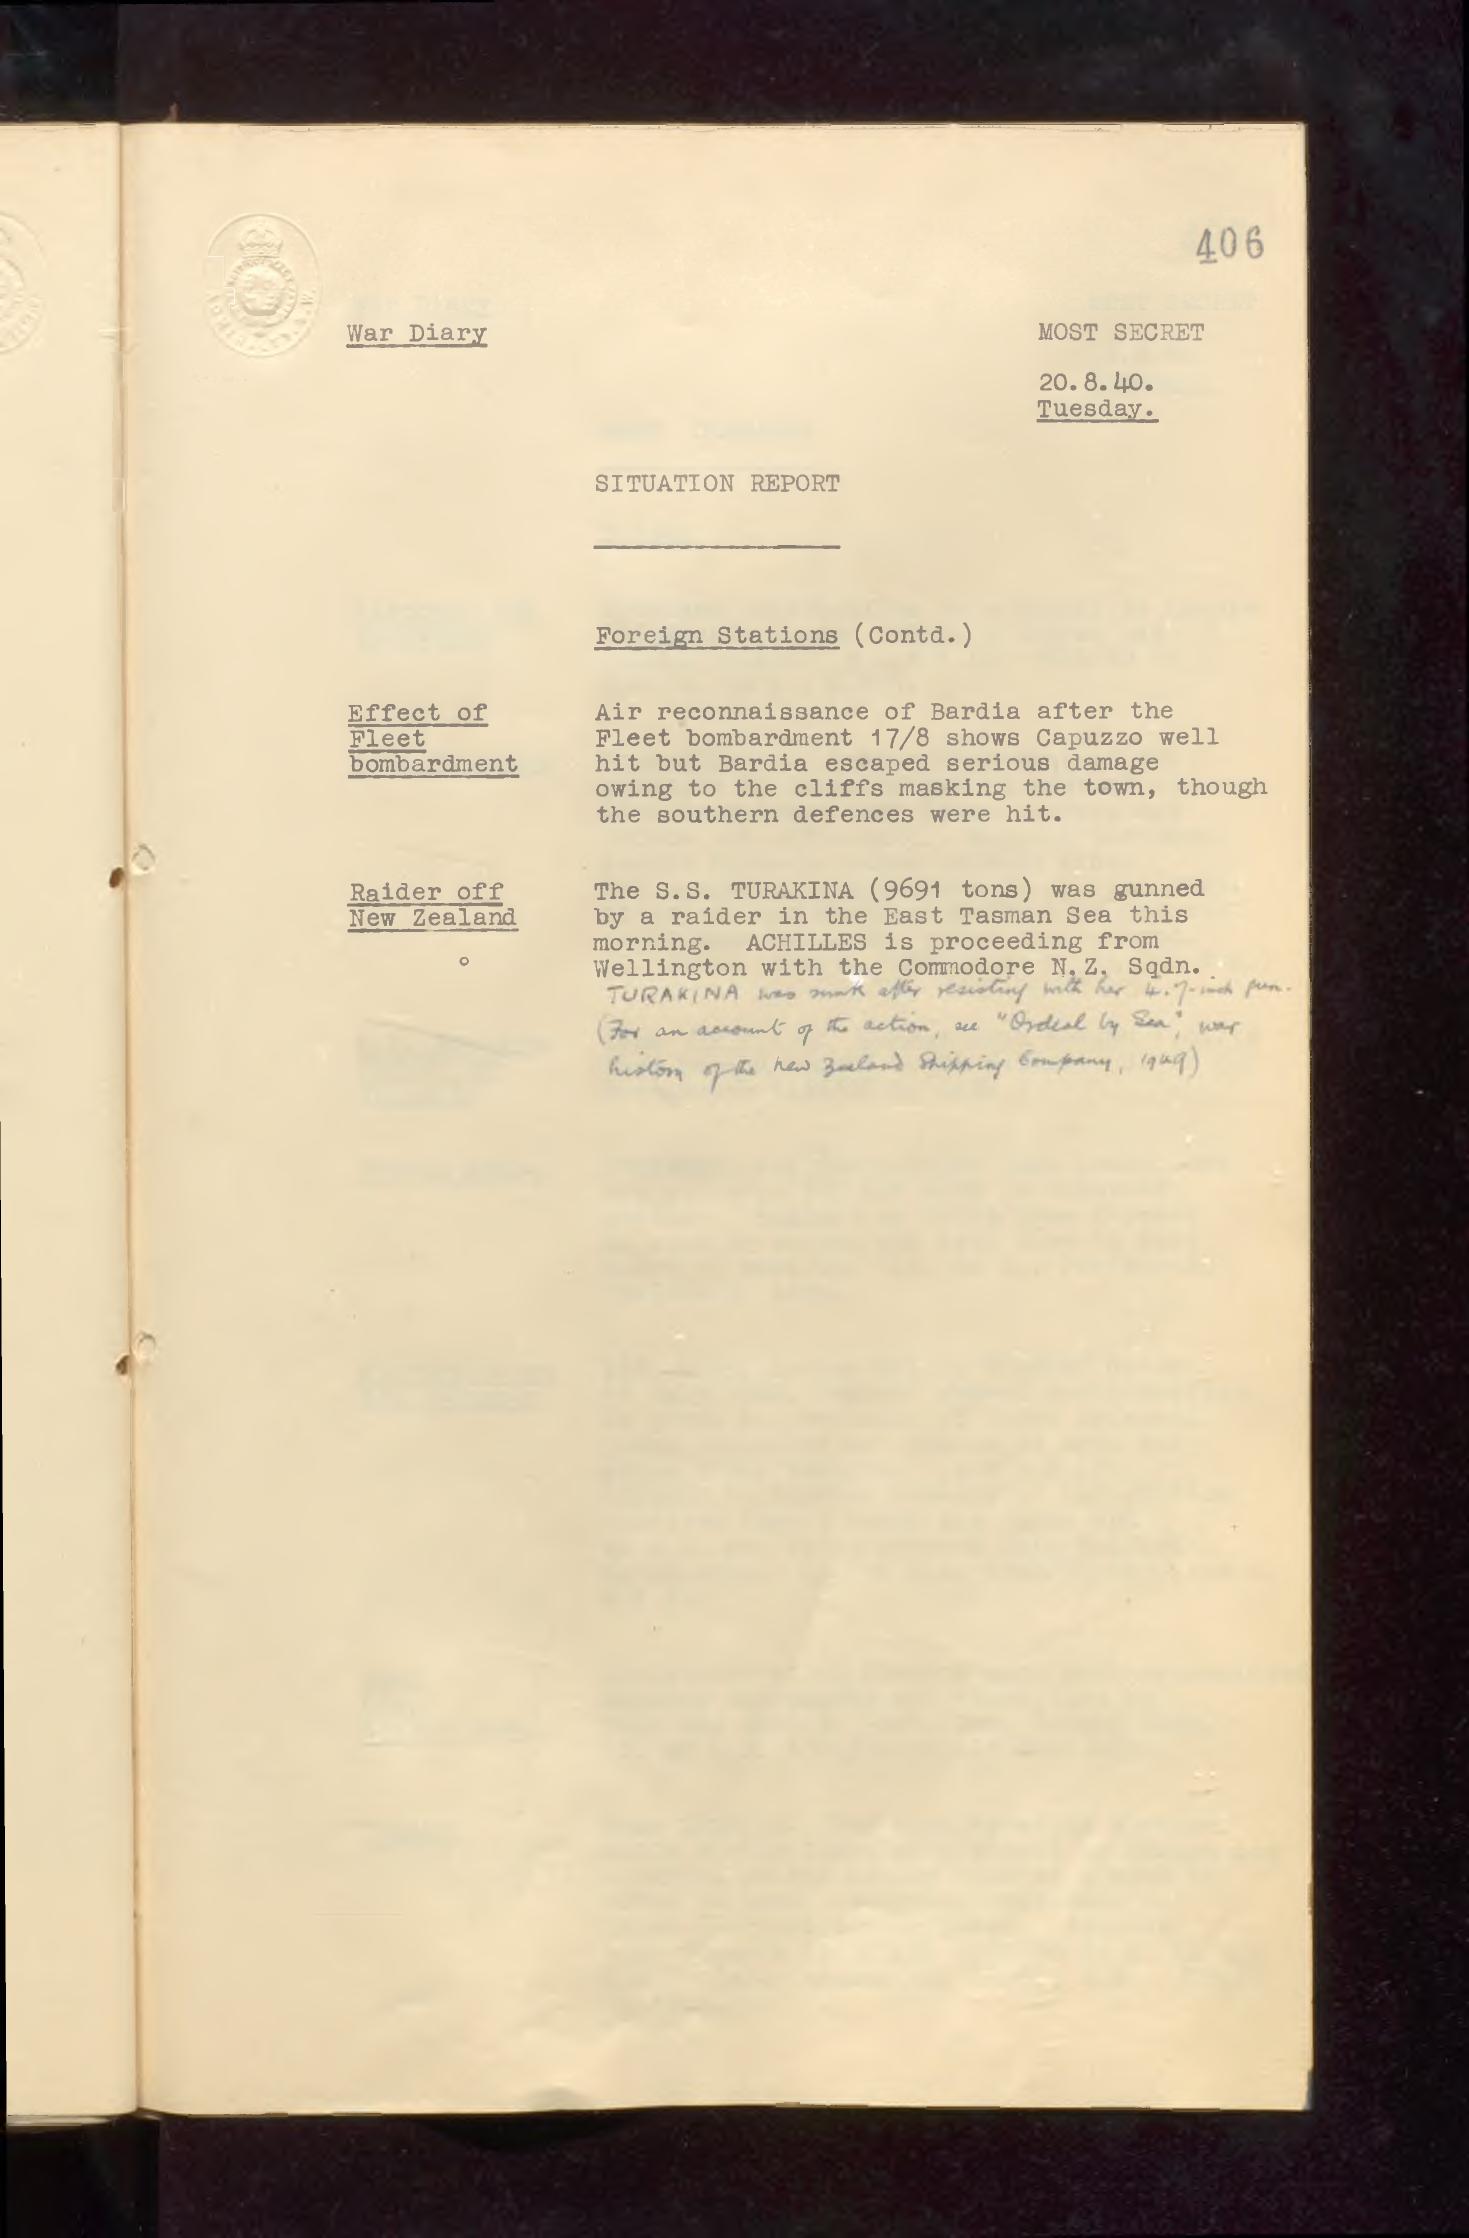 406
War Diary
MOST SECRET
20.8.40.
Tuesday.
SITUATION REPORT
Foreign Stations (Contd.)
Effect of
Fleet
bombardment
Air reconnaissance of Bardia after the
Fleet bombardment 17/8 shows Capuzzo well
hit but Bardia escaped serious damage
owing to the cliffs masking the town, though
the southern defences were hit.
Raider off
New Zealand
The S.S. TURAKINA (9691 tons) was gunned
by a raider in the East Tasman Sea this
morning. ACHILLES is proceeding from
Wellington with the Commodore N.Z. Sqdn.
TURAKINA was sunk after resisting with her 4.7-inch gun.
(For an account of the action, see "Ordeal by Sea", war
history of the New Zealand Shipping Company, 1949)